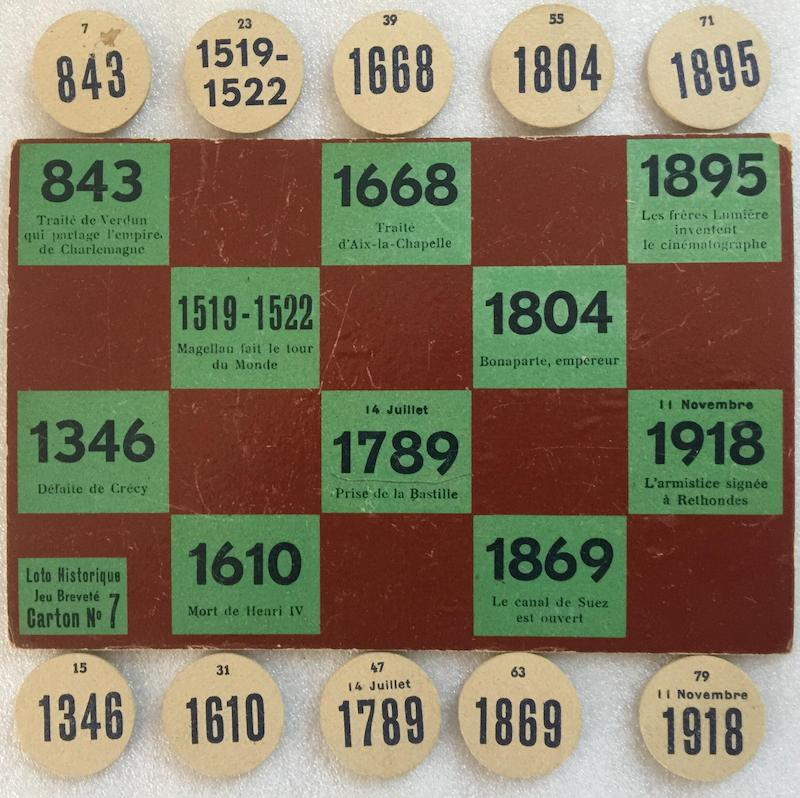 7
843
23
1519-
1522
39
1668
55
1804
71
1895
843
Traité de Verdun
qui partage l'empire
de Charlemagne
1668
Traité
d'Aix-la-Chapelle
1895
Les frères Lumière
inventent
le cinématographe
1519-1522
Magellan fait le tour
du Monde
1804
Bonaparte, empereur
1346
Défaite de Crécy
14 Juillet
1789
Prise de la Bastille
11 Novembre
1918
L'armistice signée
à Rethondes
Loto Historique
Jeu Breveté
Carton Nº 7
1610
Mort de Henri IV
1869
Le canal de Suez
est ouvert
15
1346
31
1610
47
14 Juillet
1789
63
1869
79
11 Novembre
1918